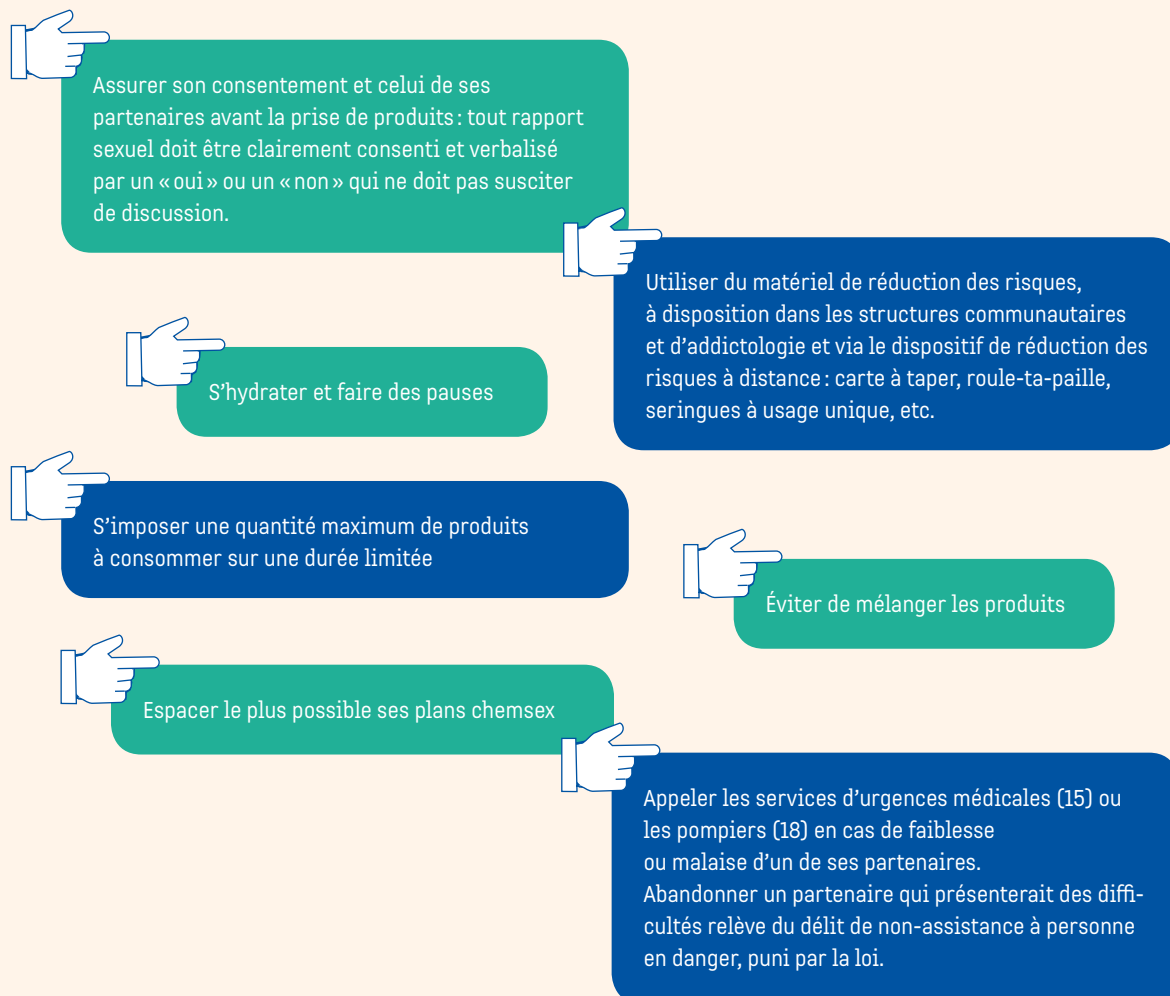 Assurer son consentement et celui de ses
partenaires avant la prise de produits : tout rapport
sexuel doit être clairement consenti et verbalisé
par un « oui » ou un « non » qui ne doit pas susciter
de discussion.
Utiliser du matériel de réduction des risques,
à disposition dans les structures communautaires
et d’addictologie et via le dispositif de réduction des
risques à distance : carte à taper, roule-ta-paille,
seringues à usage unique, etc.
S’hydrater et faire des pauses
S’imposer une quantité maximum de produits
à consommer sur une durée limitée
Éviter de mélanger les produits
Espacer le plus possible ses plans chemsex
Appeler les services d’urgences médicales (15) ou
les pompiers (18) en cas de faiblesse
ou malaise d’un de ses partenaires.
Abandonner un partenaire qui présenterait des diffi-
cultés relève du délit de non-assistance à personne
en danger, puni par la loi.